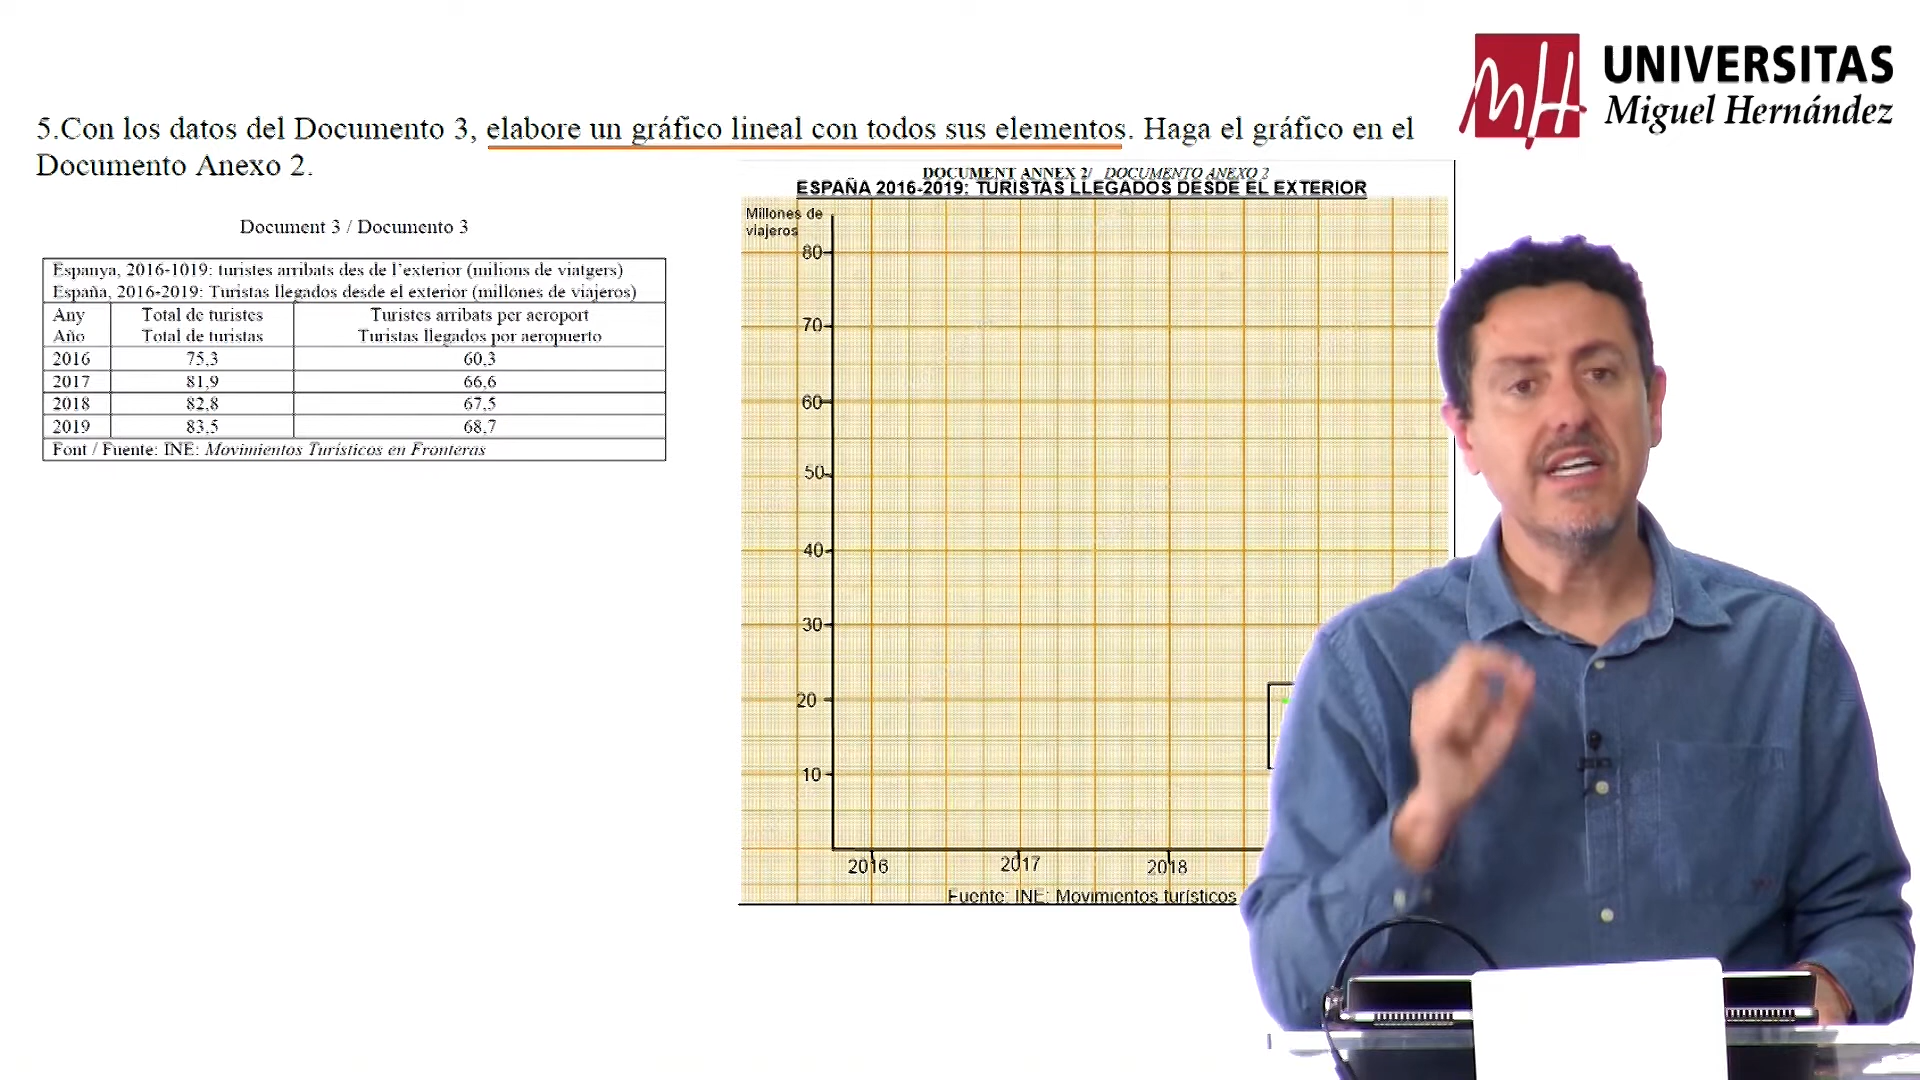 UNIVERSITAS
Miguel Hernández
5.Con los datos del Documento 3, elabore un gráfico lineal con todos sus elementos. Haga el gráfico en el
Documento Anexo 2.
Document 3 / Documento 3
Espanya, 2016-1019: turistes arribats des de l'exterior (milions de viatgers)
España, 2016-2019: Turistas llegados desde el exterior (millones de viajeros)
Any Total de turistes Turistes arribats per aeroport
Año Total de turistas Turistas llegados por aeropuerto
2016 75,3 60,3
2017 81,9 66,6
2018 82,8 67,5
2019 83,5 68,7
Font / Fuente: INE: Movimientos Turísticos en Fronteras
DOCUMENT ANNEX 2/ DOCUMENTO ANEXO 2
ESPAÑA 2016-2019: TURISTAS LLEGADOS DESDE EL EXTERIOR
Millones de
viajeros
80
70
60
50
40
30
20
10
2016 2017 2018
Fuente: INE: Movimientos turísticos